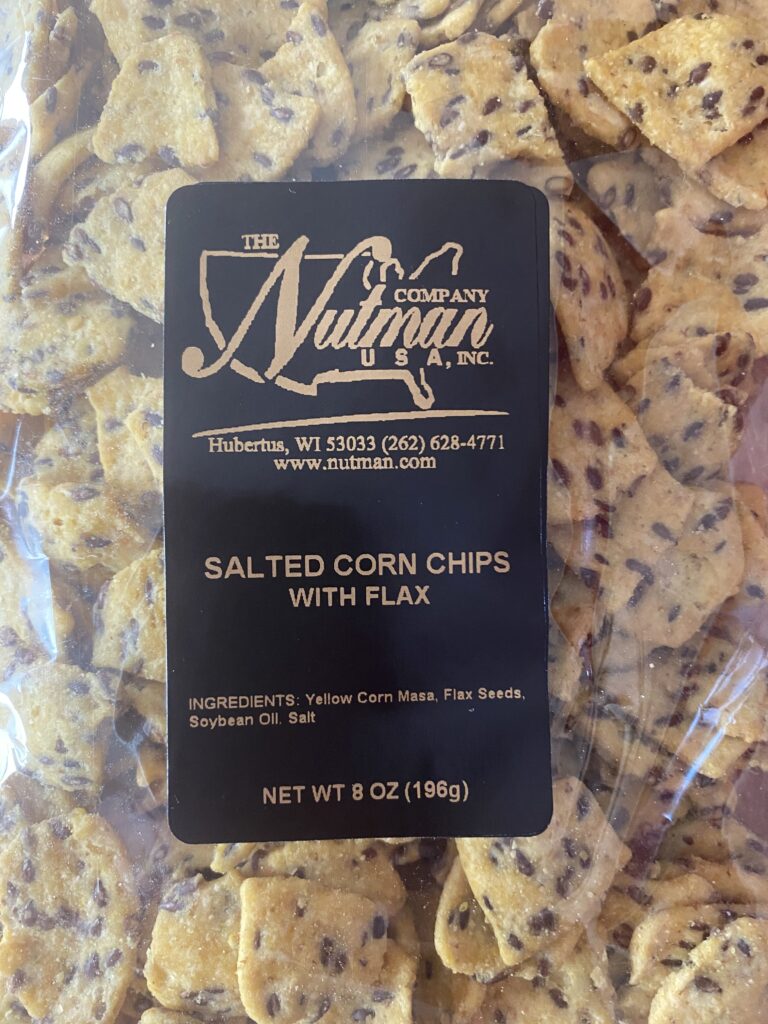 THE
Nutman
COMPANY
USA, INC.
Hubertus, WI 53033 (262) 628-4771
www.nutman.com
SALTED CORN CHIPS
WITH FLAX
INGREDIENTS: Yellow Corn Masa, Flax Seeds,
Soybean Oil. Salt
NET WT 8 OZ (196g)